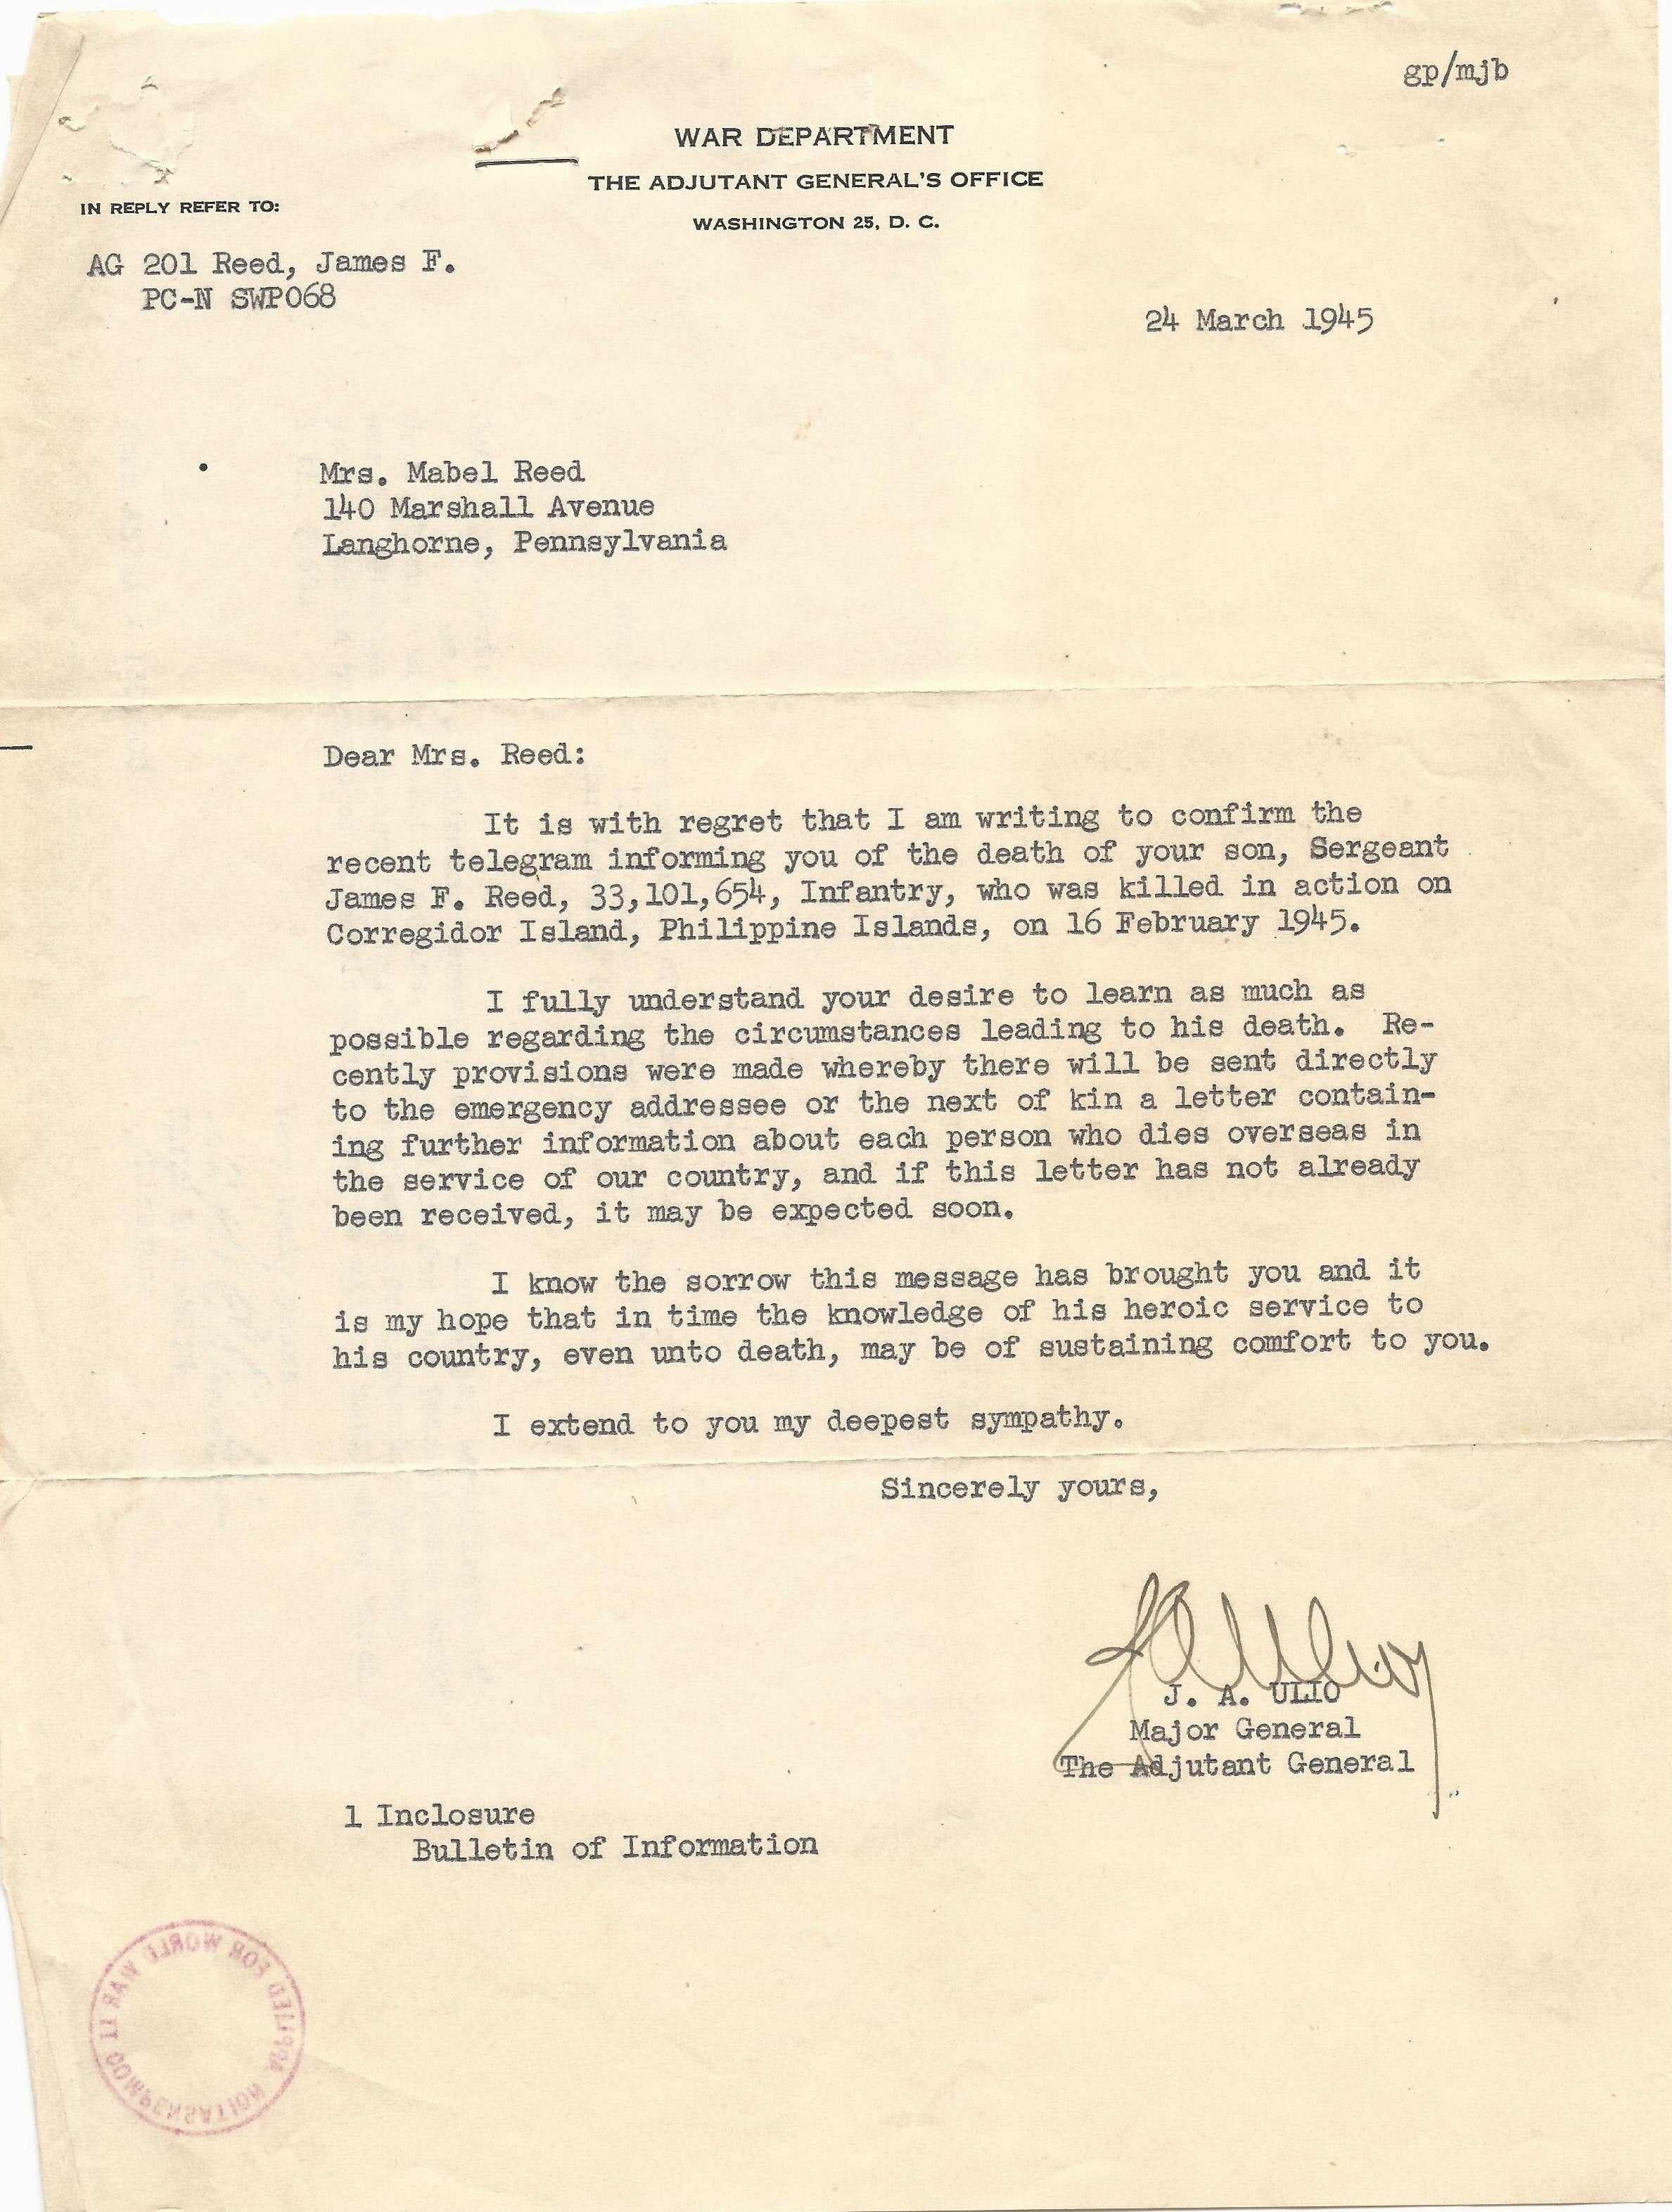 gp/mjb
WAR DEPARTMENT
THE ADJUTANT GENERAL'S OFFICE
WASHINGTON 25, D. C.
IN REPLY REFER TO:
AG 201 Reed, James F.
PC-N SWP068
24 March 1945
Mrs. Mabel Reed
140 Marshall Avenue
Langhorne, Pennsylvania
Dear Mrs. Reed:
It is with regret that I am writing to confirm the
recent telegram informing you of the death of your son, Sergeant
James F. Reed, 33,101,654, Infantry, who was killed in action on
Corregidor Island, Philippine Islands, on 16 February 1945.
I fully understand your desire to learn as much as
possible regarding the circumstances leading to his death. Re-
cently provisions were made whereby there will be sent directly
to the emergency addressee or the next of kin a letter contain-
ing further information about each person who dies overseas in
the service of our country, and if this letter has not already
been received, it may be expected soon.
I know the sorrow this message has brought you and it
is my hope that in time the knowledge of his heroic service to
his country, even unto death, may be of sustaining comfort to you.
I extend to you my deepest sympathy.
Sincerely yours,
J. A. ULIO
Major General
The Adjutant General
1 Inclosure
Bulletin of Information
APPLIED FOR WORLD WAR II COMPENSATION